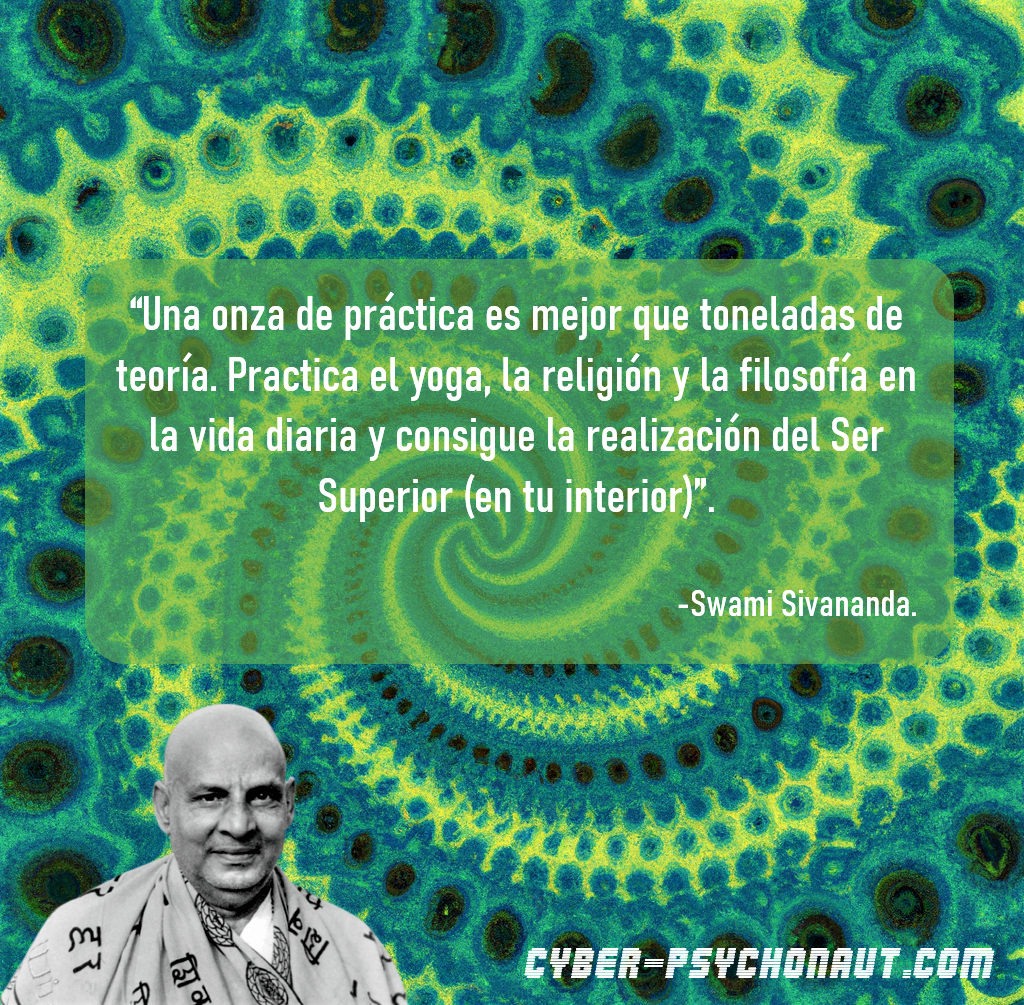 “Una onza de práctica es mejor que toneladas de
teoría. Practica el yoga, la religión y la filosofía en
la vida diaria y consigue la realización del Ser
Superior (en tu interior)”.
-Swami Sivananda.
हर
शिव
CYBER-PSYCHONAUT.COM